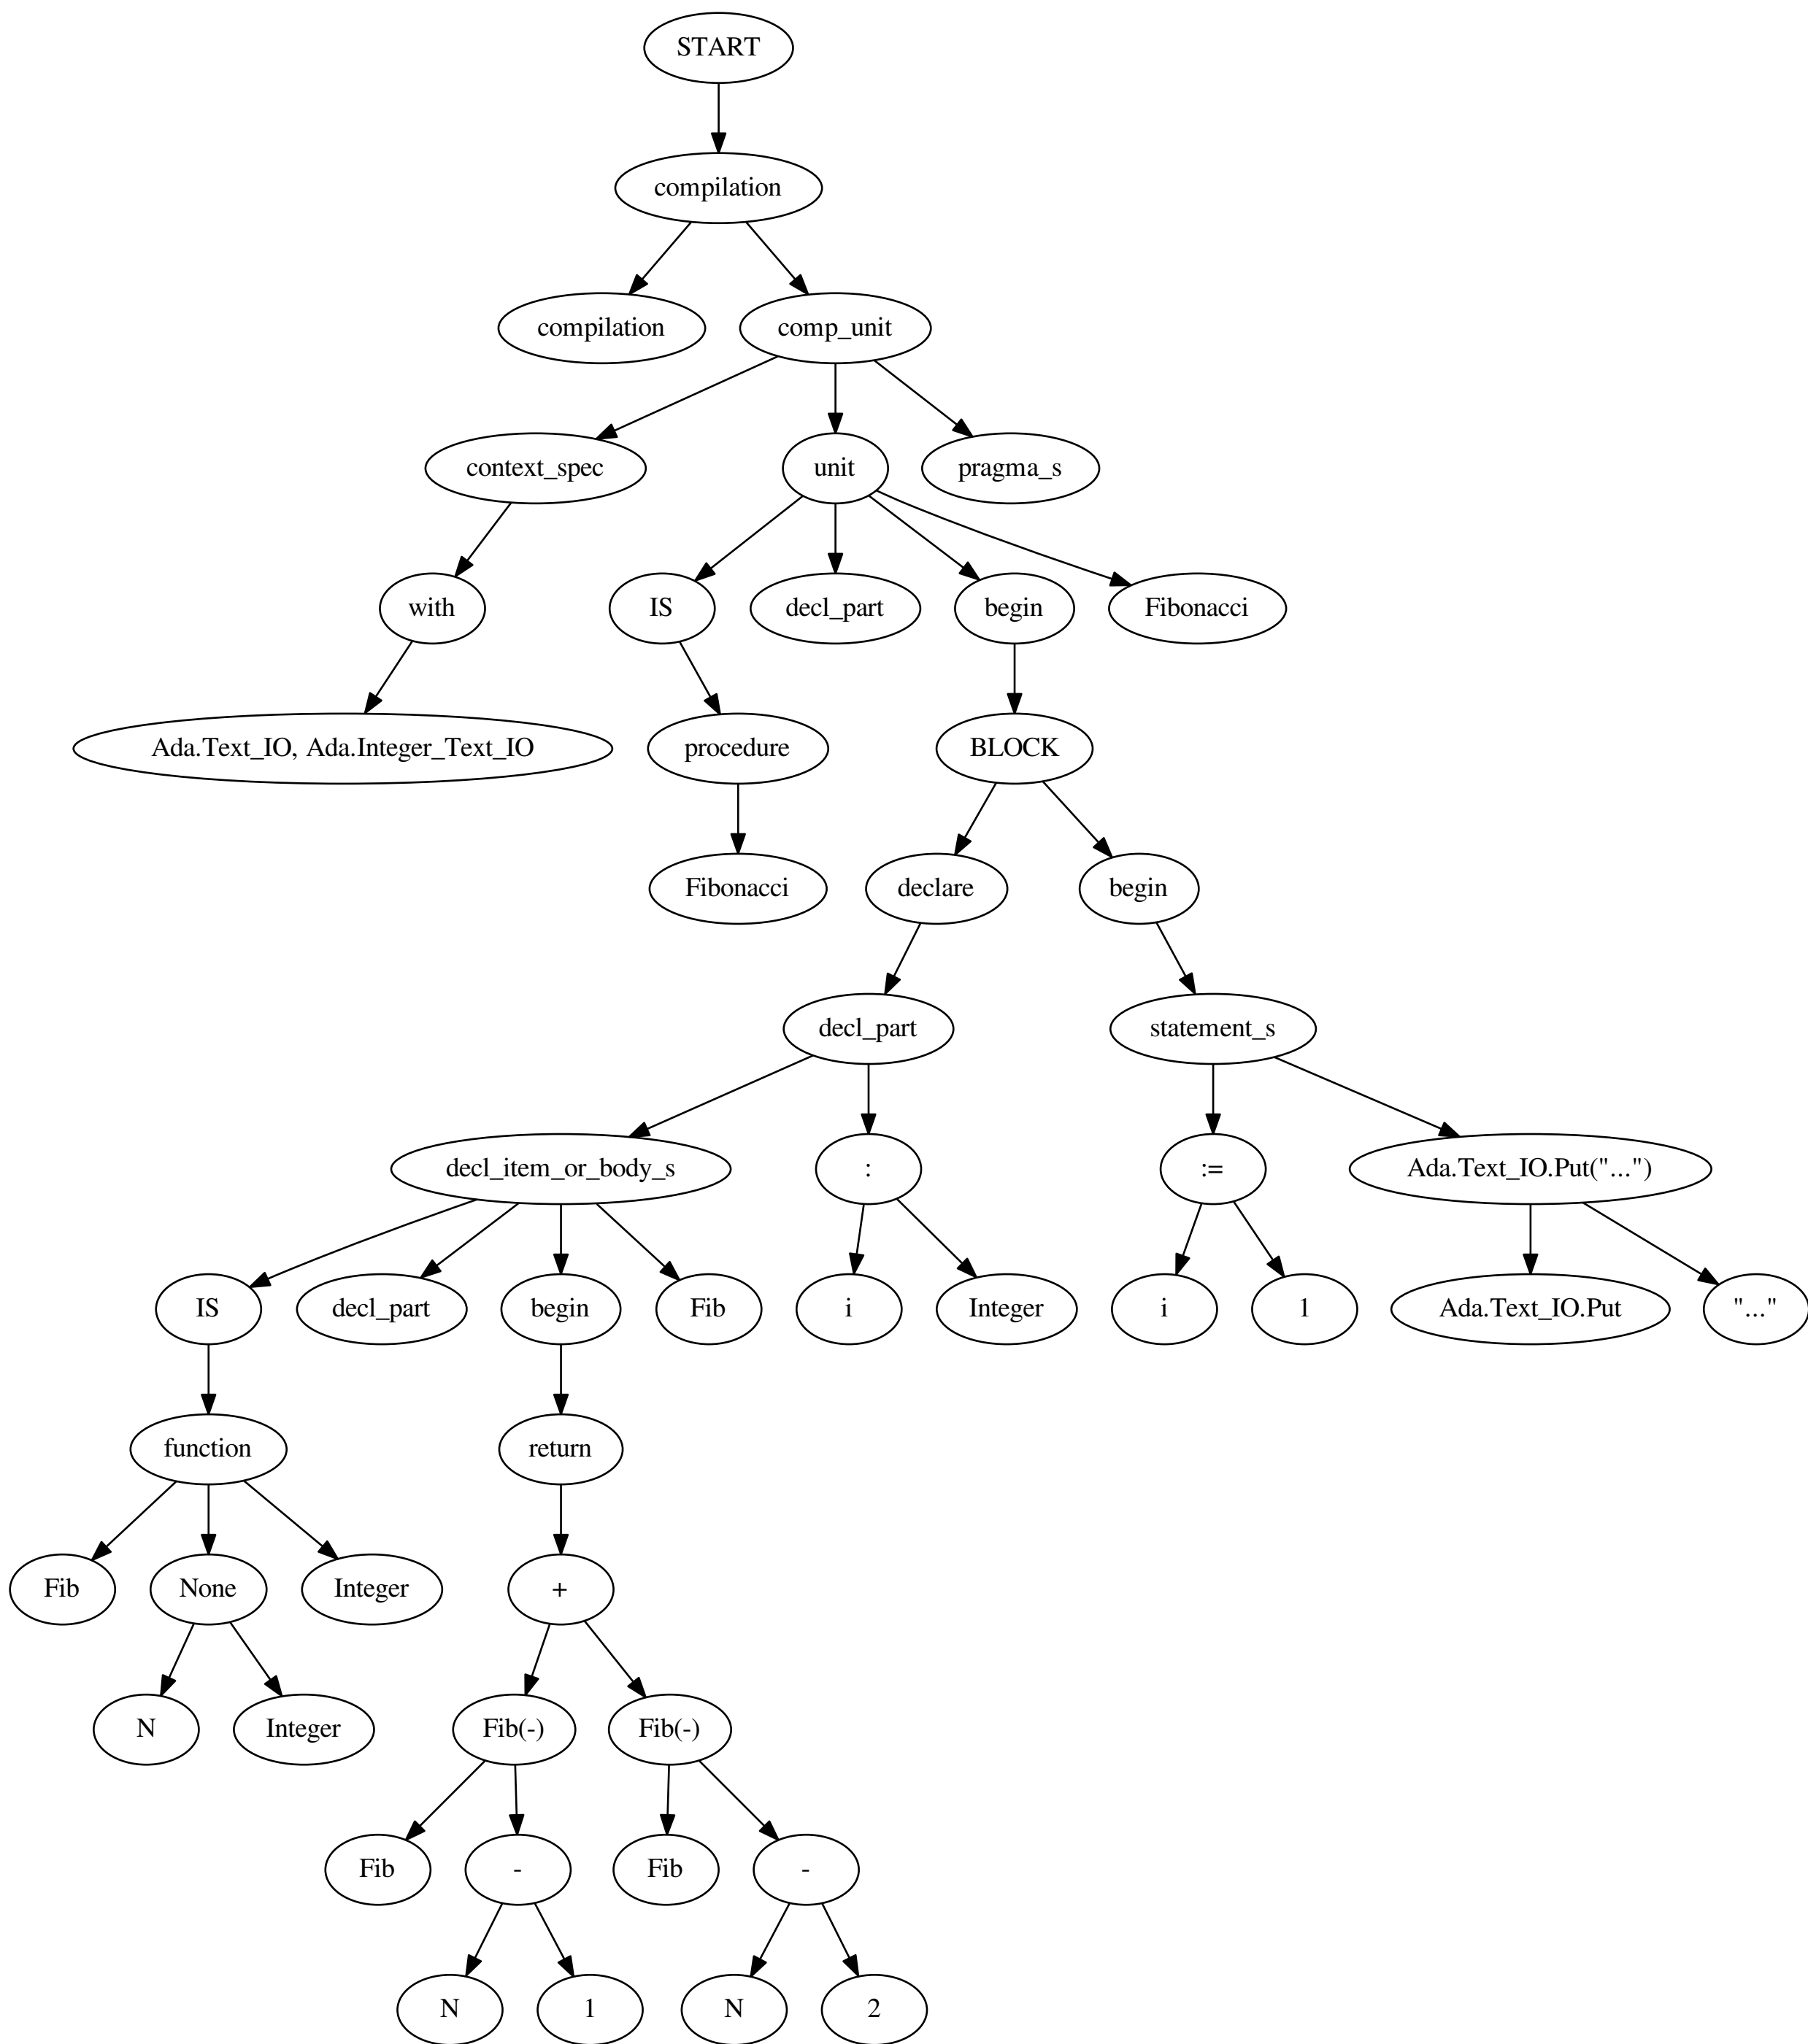 START
compilation
compilation
comp_unit
context_spec
unit
pragma_s
with
IS
decl_part
begin
Fibonacci
Ada.Text_IO, Ada.Integer_Text_IO
procedure
BLOCK
Fibonacci
declare
begin
decl_part
statement_s
decl_item_or_body_s
:
:=
Ada.Text_IO.Put("...")
IS
decl_part
begin
Fib
i
Integer
i
1
Ada.Text_IO.Put
"..."
function
return
Fib
None
Integer
+
N
Integer
Fib(-)
Fib(-)
Fib
-
Fib
-
N
1
N
2